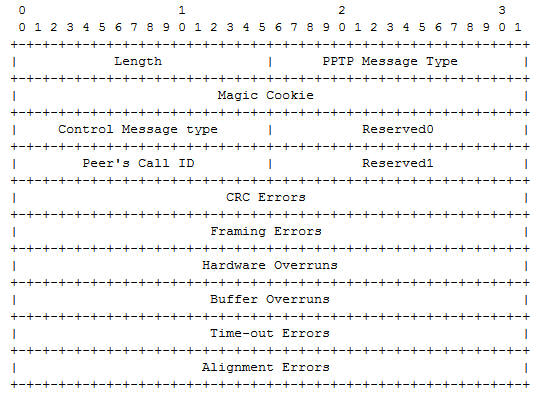 0 1 2 3
0 1 2 3 4 5 6 7 8 9 0 1 2 3 4 5 6 7 8 9 0 1 2 3 4 5 6 7 8 9 0 1
+-+-+-+-+-+-+-+-+-+-+-+-+-+-+-+-+-+-+-+-+-+-+-+-+-+-+-+-+-+-+-+-+
| Length | PPTP Message Type |
+-+-+-+-+-+-+-+-+-+-+-+-+-+-+-+-+-+-+-+-+-+-+-+-+-+-+-+-+-+-+-+-+
| Magic Cookie |
+-+-+-+-+-+-+-+-+-+-+-+-+-+-+-+-+-+-+-+-+-+-+-+-+-+-+-+-+-+-+-+-+
| Control Message type | Reserved0 |
+-+-+-+-+-+-+-+-+-+-+-+-+-+-+-+-+-+-+-+-+-+-+-+-+-+-+-+-+-+-+-+-+
| Peer's Call ID | Reserved1 |
+-+-+-+-+-+-+-+-+-+-+-+-+-+-+-+-+-+-+-+-+-+-+-+-+-+-+-+-+-+-+-+-+
| CRC Errors |
+-+-+-+-+-+-+-+-+-+-+-+-+-+-+-+-+-+-+-+-+-+-+-+-+-+-+-+-+-+-+-+-+
| Framing Errors |
+-+-+-+-+-+-+-+-+-+-+-+-+-+-+-+-+-+-+-+-+-+-+-+-+-+-+-+-+-+-+-+-+
| Hardware Overruns |
+-+-+-+-+-+-+-+-+-+-+-+-+-+-+-+-+-+-+-+-+-+-+-+-+-+-+-+-+-+-+-+-+
| Buffer Overruns |
+-+-+-+-+-+-+-+-+-+-+-+-+-+-+-+-+-+-+-+-+-+-+-+-+-+-+-+-+-+-+-+-+
| Time-out Errors |
+-+-+-+-+-+-+-+-+-+-+-+-+-+-+-+-+-+-+-+-+-+-+-+-+-+-+-+-+-+-+-+-+
| Alignment Errors |
+-+-+-+-+-+-+-+-+-+-+-+-+-+-+-+-+-+-+-+-+-+-+-+-+-+-+-+-+-+-+-+-+